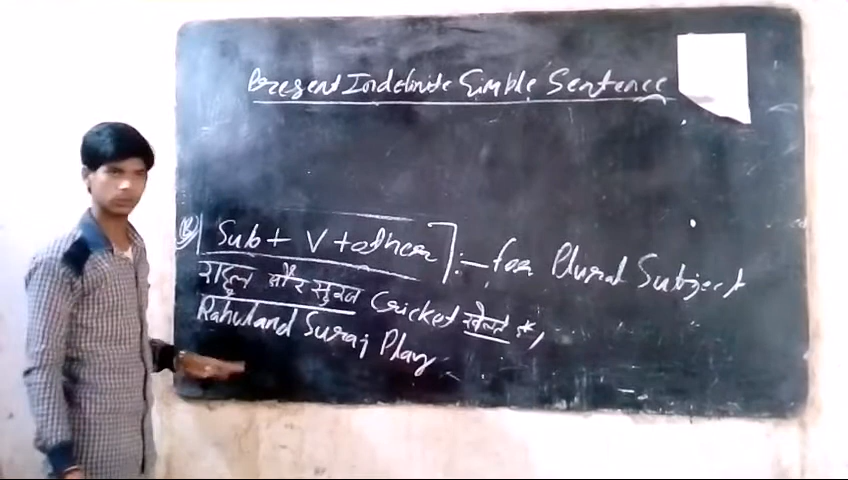 Present Indefinite Simple Sentence
(B) Sub + V + other] :- for Plural Subject
राहुल और सुरज Cricket खेलते हैं,
Rahul and Suraj Play